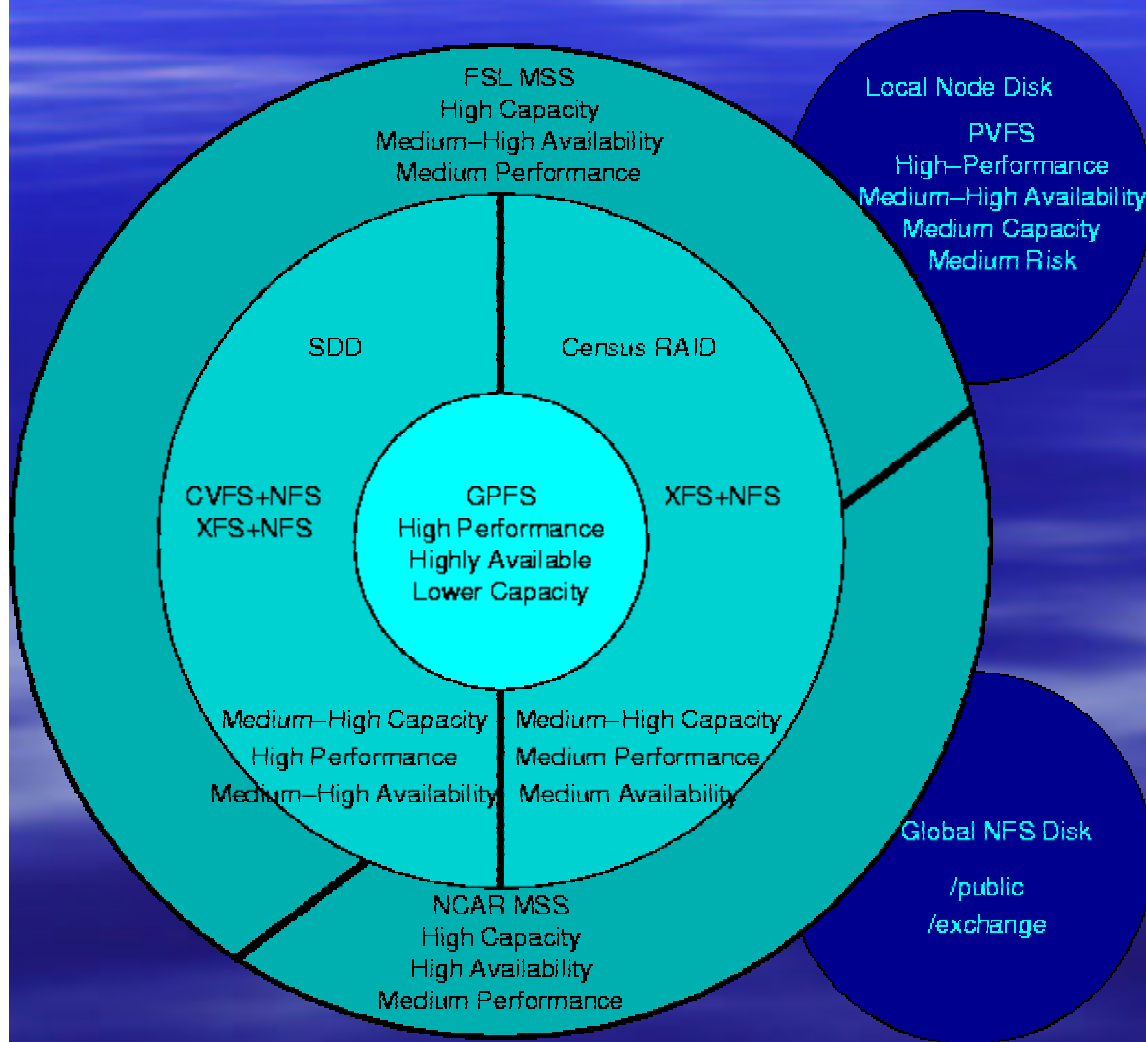 FSL MSS
High Capacity
Medium-High Availability
Medium Performance
Local Node Disk
PVFS
High-Performance
Medium-High Availability
Medium Capacity
Medium Risk
SDD
CVFS+NFS
XFS+NFS
Medium-High Capacity
High Performance
Medium-High Availability
GPFS
High Performance
Highly Available
Lower Capacity
Census RAID
XFS+NFS
Medium-High Capacity
Medium Performance
Medium Availability
NCAR MSS
High Capacity
High Availability
Medium Performance
Global NFS Disk
/public
/exchange